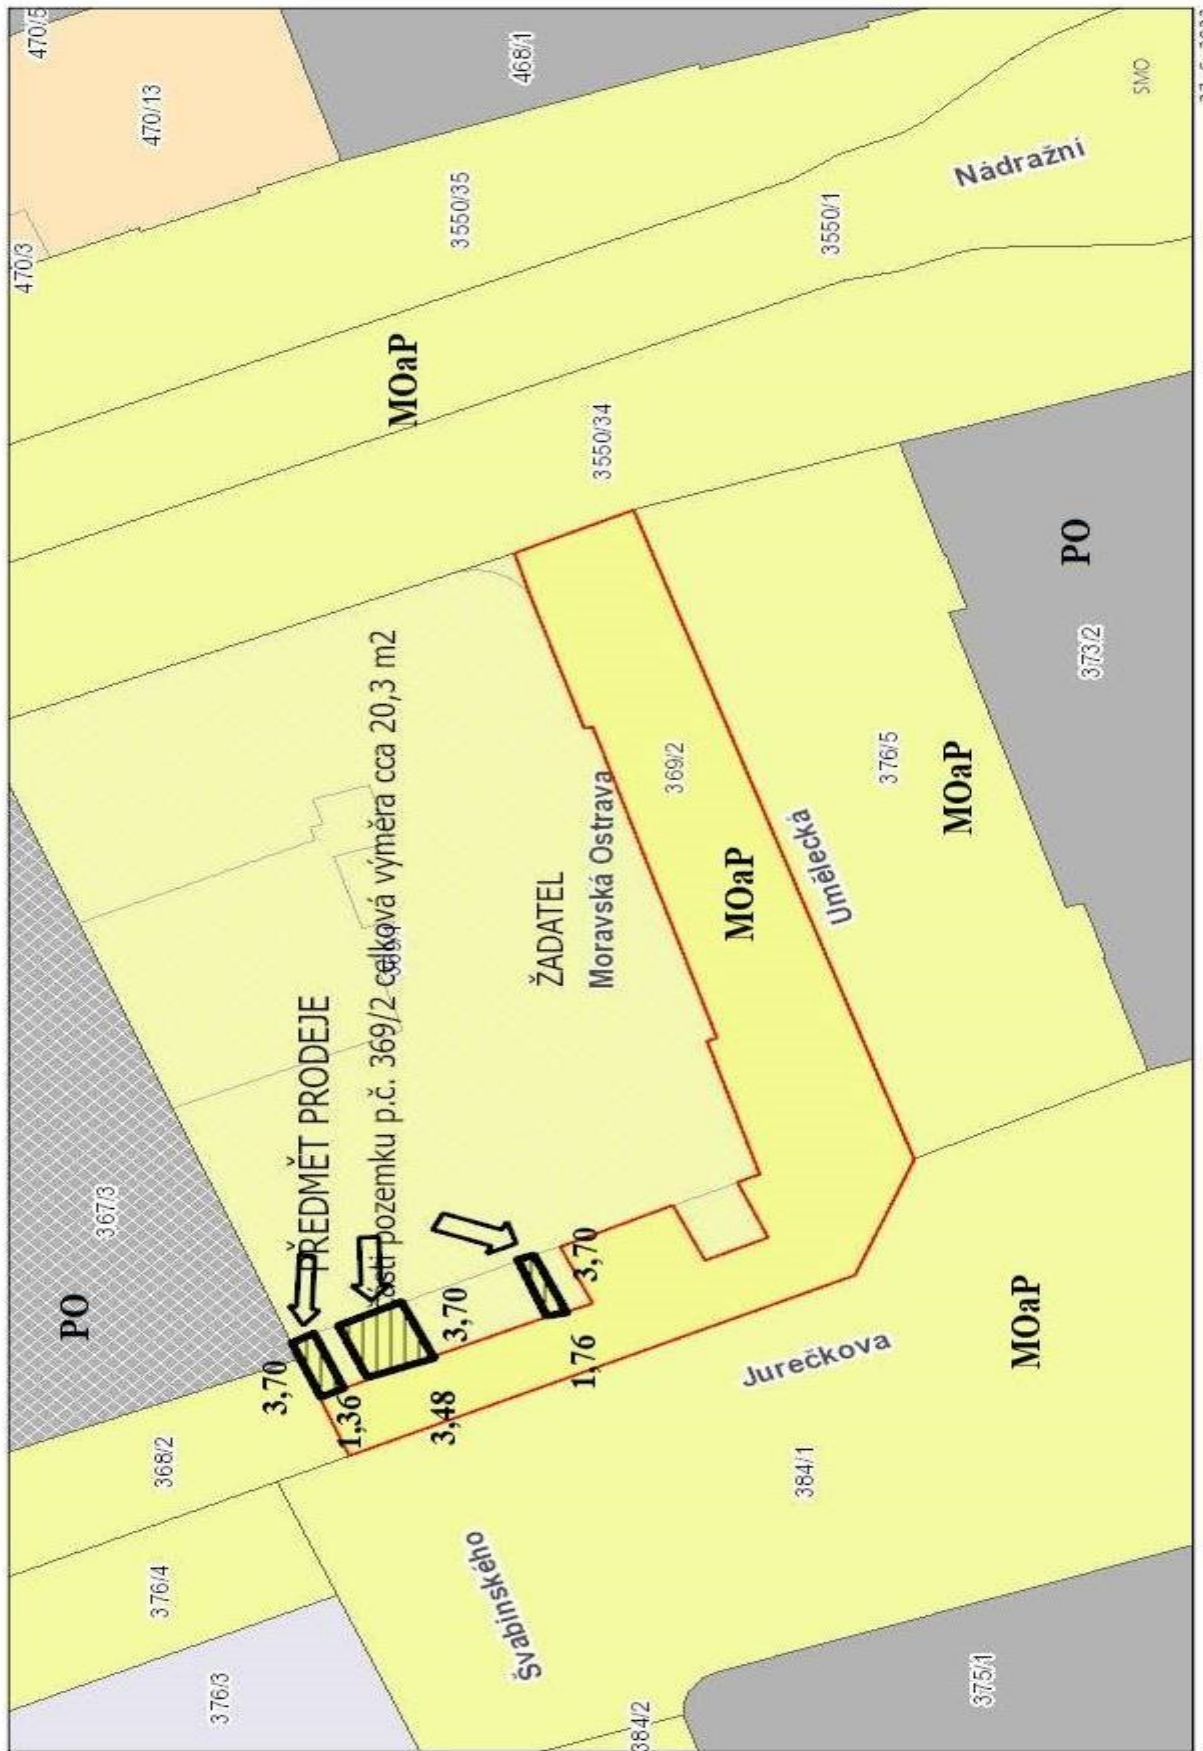 470/5
470/13
468/1
SMO
470/3
3550/35
3550/1
Nádražní
MOaP
3550/34
PO
373/2
369/2
376/5
MOaP
MOaP
Umělecká
ŽADATEL
Moravská Ostrava
PŘEDMĚT PRODEJE
části pozemku p.č. 369/2 celková výměra cca 20,3 m2
367/3
PO
3,70
1,36
3,48
3,70
1,76
3,70
Jurečkova
MOaP
368/2
376/4
376/3
Švabinského
384/1
384/2
375/1